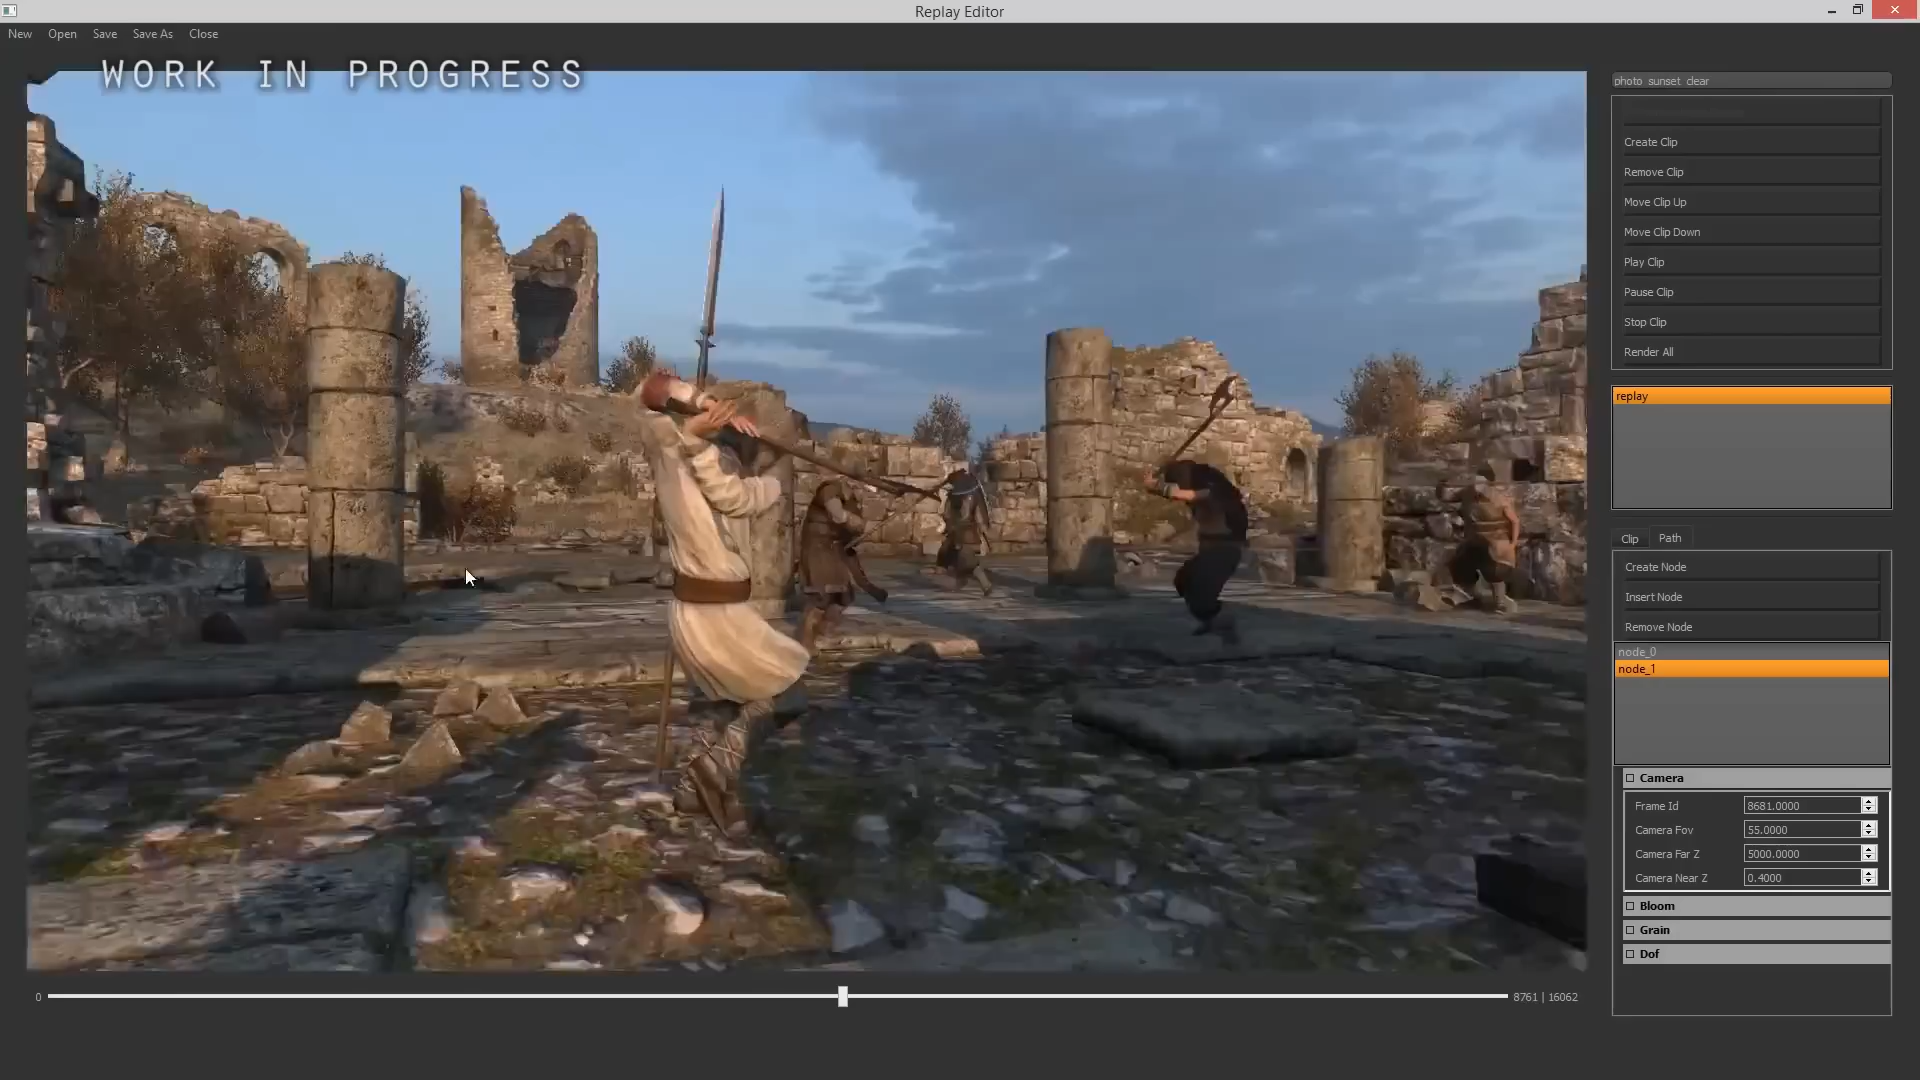 Replay Editor
New Open Save Save As Close
WORK IN PROGRESS
photo_sunset_clear
Create Clip
Remove Clip
Move Clip Up
Move Clip Down
Play Clip
Pause Clip
Stop Clip
Render All
replay
Clip Path
Create Node
Insert Node
Remove Node
node_0
node_1
Camera
Frame Id 8681.0000
Camera Fov 55.0000
Camera Far Z 5000.0000
Camera Near Z 0.4000
Bloom
Grain
Dof
0 8761 | 16062